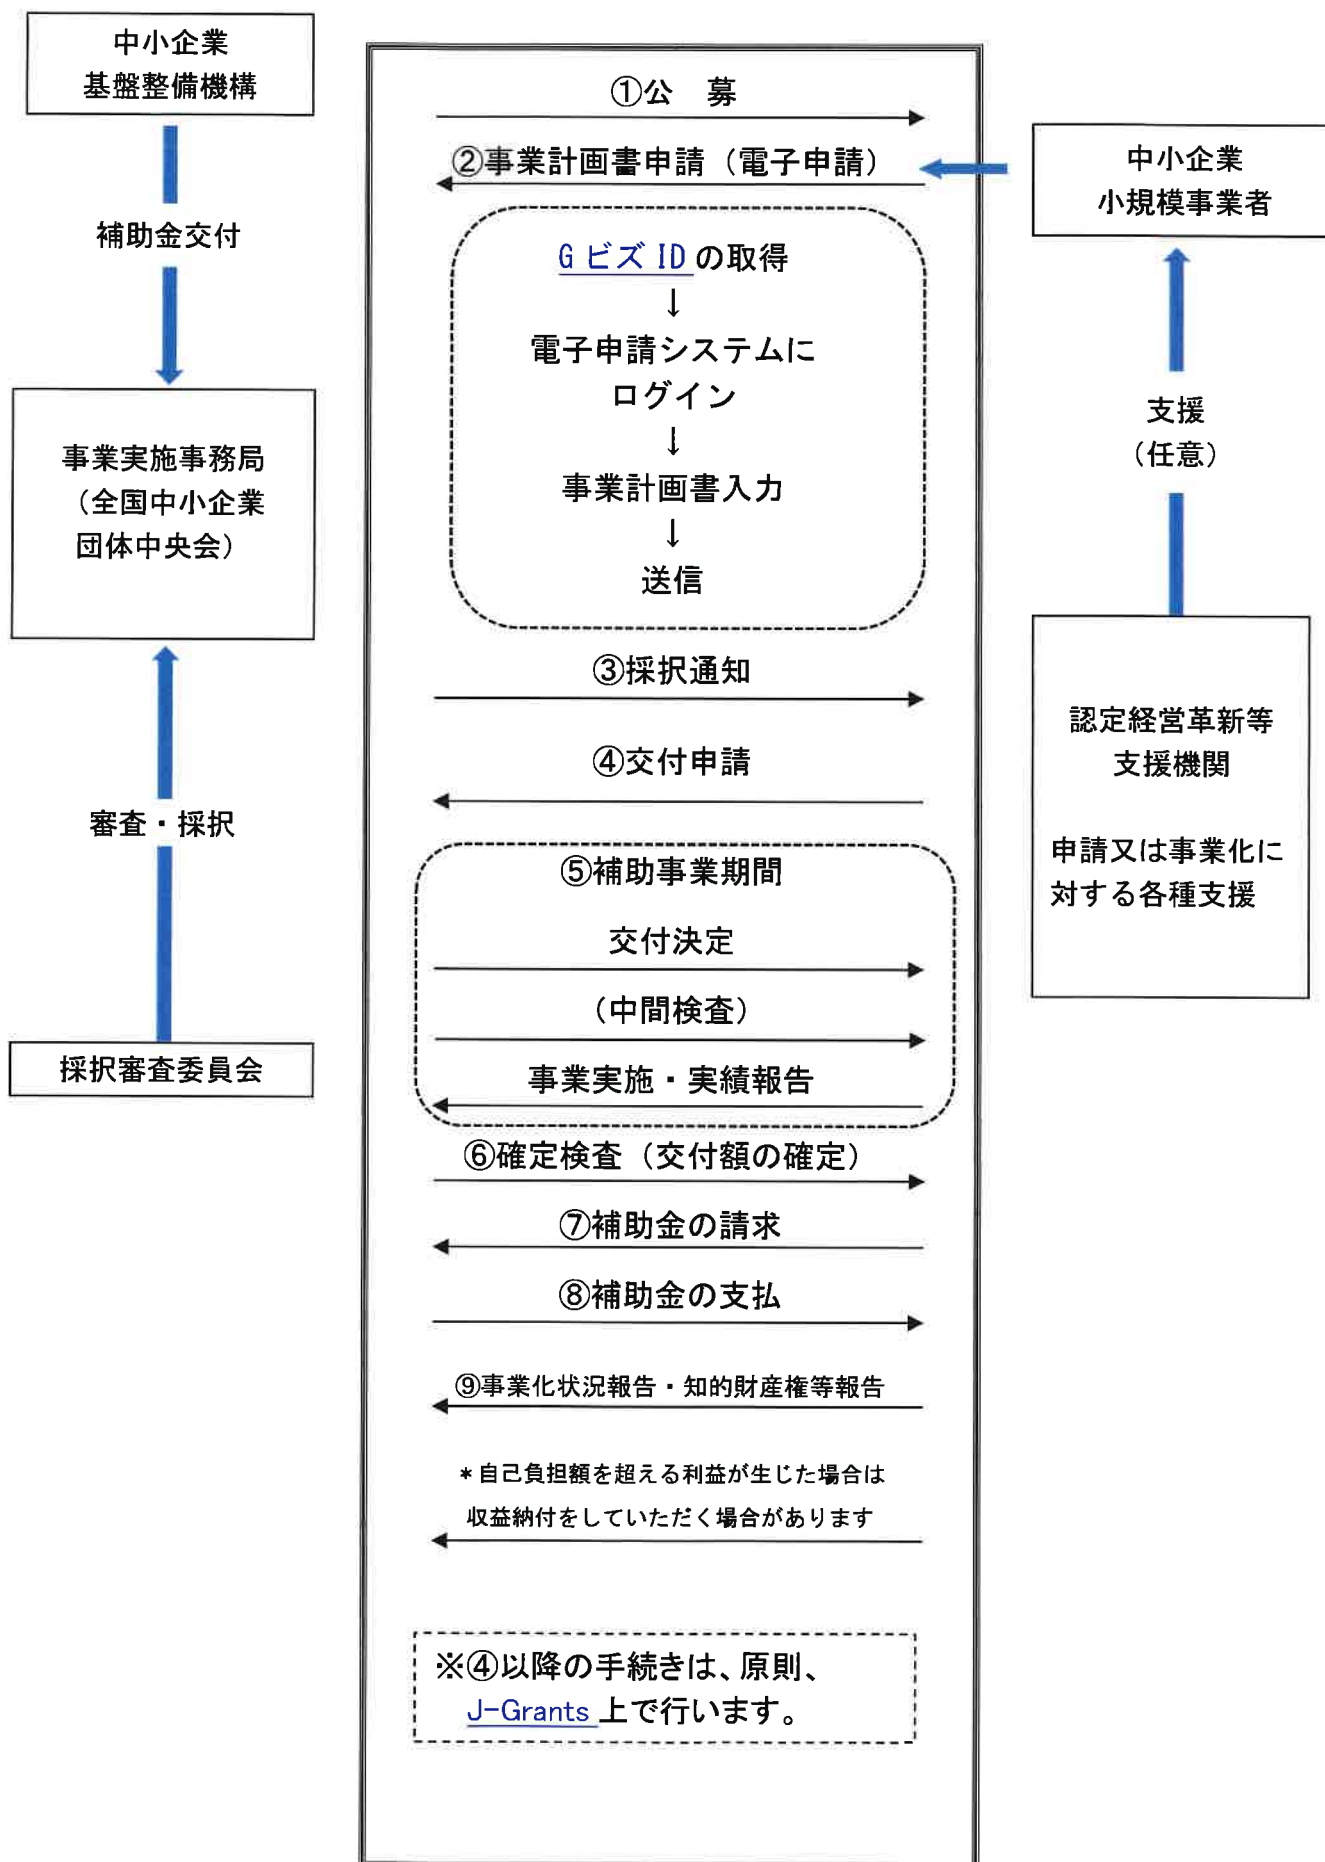 中小企業
基盤整備機構
補助金交付
事業実施事務局
（全国中小企業
団体中央会）
審査・採択
採択審査委員会
①公　募
②事業計画書申請（電子申請）
GビズIDの取得
↓
電子申請システムに
ログイン
↓
事業計画書入力
↓
送信
③採択通知
④交付申請
⑤補助事業期間
交付決定
（中間検査）
事業実施・実績報告
⑥確定検査（交付額の確定）
⑦補助金の請求
⑧補助金の支払
⑨事業化状況報告・知的財産権等報告
＊自己負担額を超える利益が生じた場合は
収益納付をしていただく場合があります
※④以降の手続きは、原則、
J-Grants上で行います。
中小企業
小規模事業者
支援
（任意）
認定経営革新等
支援機関
申請又は事業化に
対する各種支援